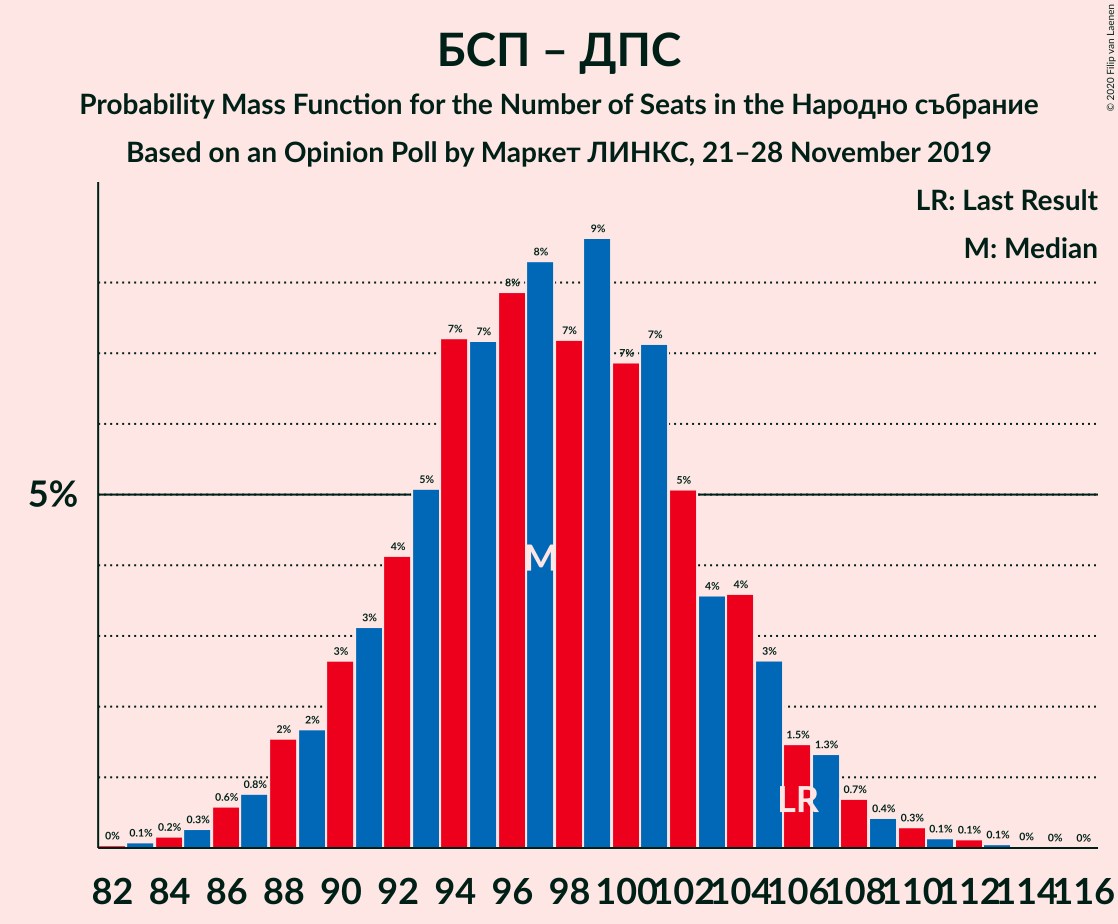 БСП – ДПС
Probability Mass Function for the Number of Seats in the Народно събрание
Based on an Opinion Poll by Маркет ЛИНКС, 21–28 November 2019
© 2020 Filip van Laenen
LR: Last Result
M: Median
5%
0% 0.1% 0.2% 0.3% 0.6% 0.8% 2% 2% 3% 3% 4% 5% 7% 7% 8% 8% 7% 9% 7% 7% 5% 4% 4% 3% 1.5% 1.3% 0.7% 0.4% 0.3% 0.1% 0.1% 0.1% 0% 0% 0%
M
LR
82 84 86 88 90 92 94 96 98 100 102 104 106 108 110 112 114 116